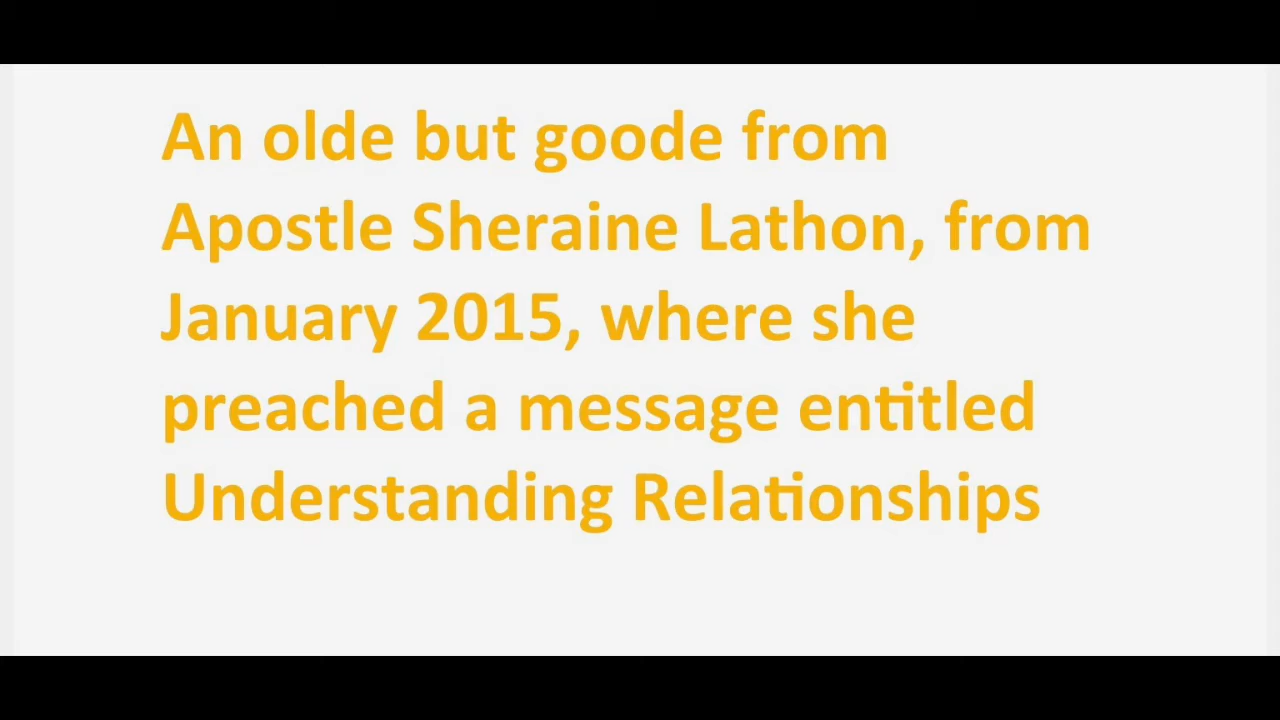 An olde but goode from
Apostle Sheraine Lathon, from
January 2015, where she
preached a message entitled
Understanding Relationships